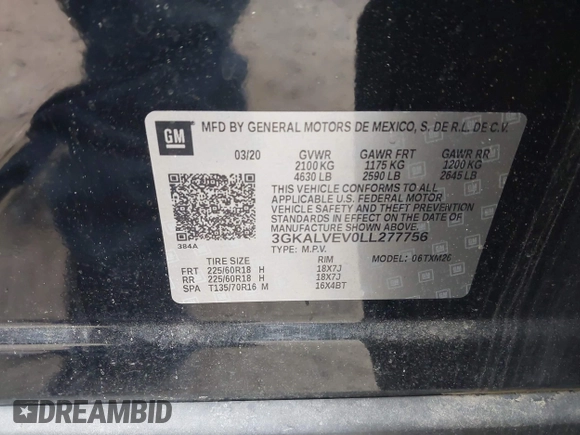 GM
MFD BY GENERAL MOTORS DE MEXICO, S. DE R.L. DE C.V.
03/20 GVWR GAWR FRT GAWR RR
2100 KG 1175 KG 1200 KG
4630 LB 2590 LB 2645 LB
THIS VEHICLE CONFORMS TO ALL
APPLICABLE U.S. FEDERAL MOTOR
VEHICLE SAFETY AND THEFT PREVENTION
STANDARDS IN EFFECT ON THE DATE OF
MANUFACTURE SHOWN ABOVE.
384A 3GKALVEV0LL277756
TYPE: M.P.V. MODEL: 06TXM26
TIRE SIZE RIM
FRT 225/60R18 H 18X7J
RR 225/60R18 H 18X7J
SPA T135/70R16 M 16X4BT
DREAMBID